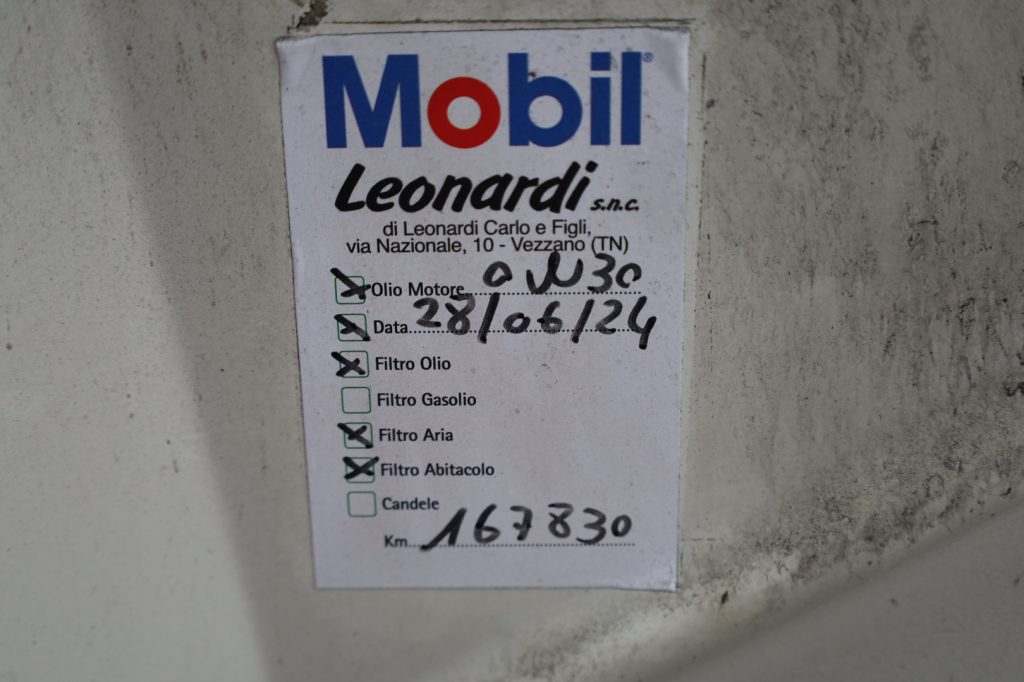 Mobil®
Leonardi s.n.c.
di Leonardi Carlo e Figli,
via Nazionale, 10 - Vezzano (TN)
X Olio Motore 0W30
X Data 28/06/24
X Filtro Olio
Filtro Gasolio
X Filtro Aria
X Filtro Abitacolo
Candele
Km 167830